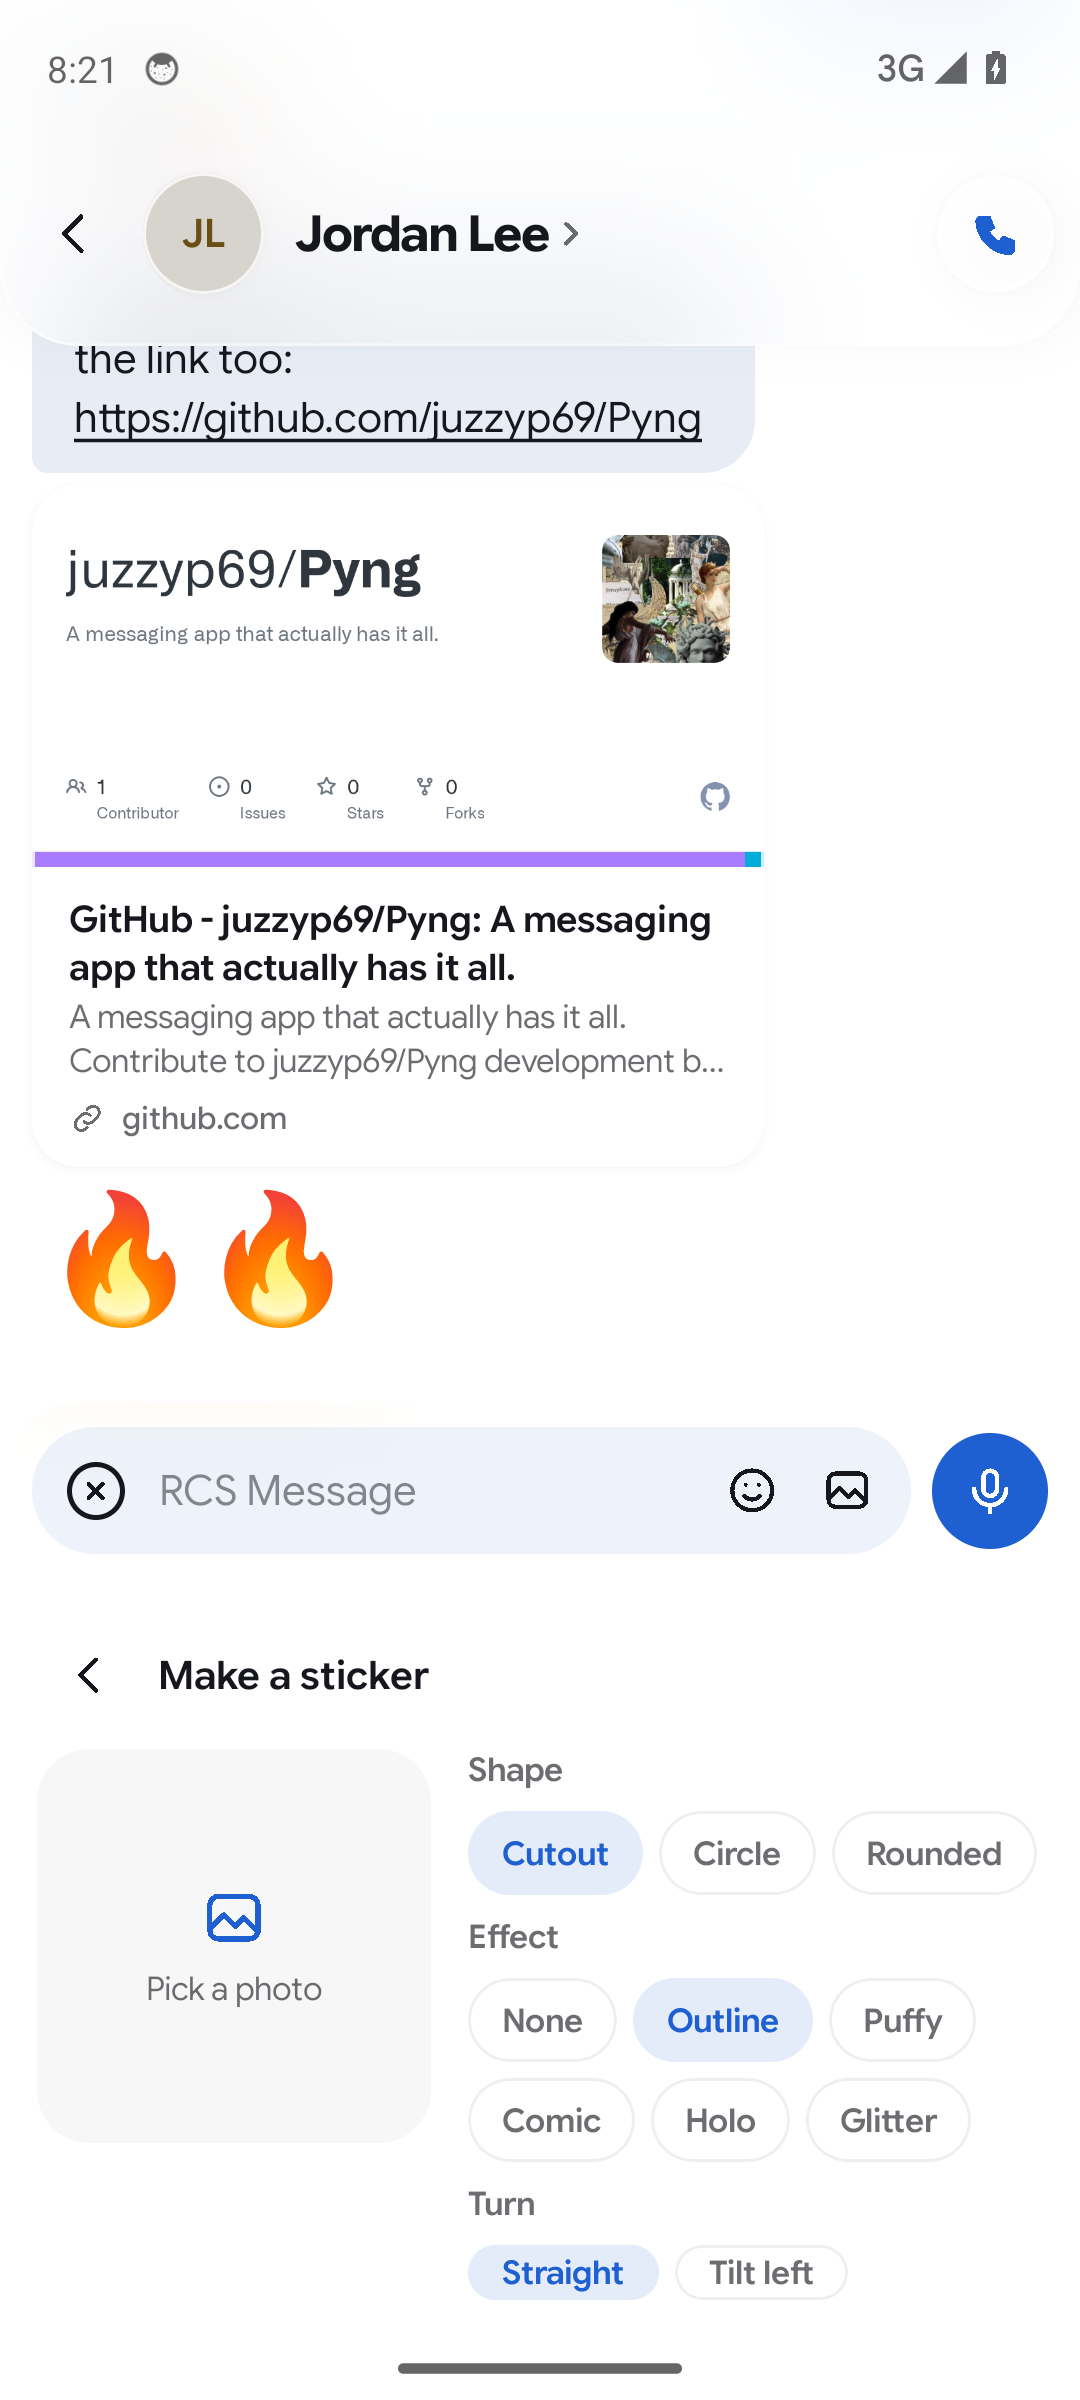 8:21
3G
JL
Jordan Lee
the link too:
https://github.com/juzzyp69/Pyng
juzzyp69/Pyng
A messaging app that actually has it all.
1
Contributor
0
Issues
0
Stars
0
Forks
GitHub - juzzyp69/Pyng: A messaging
app that actually has it all.
A messaging app that actually has it all.
Contribute to juzzyp69/Pyng development b...
github.com
RCS Message
Make a sticker
Pick a photo
Shape
Cutout Circle Rounded
Effect
None Outline Puffy
Comic Holo Glitter
Turn
Straight Tilt left